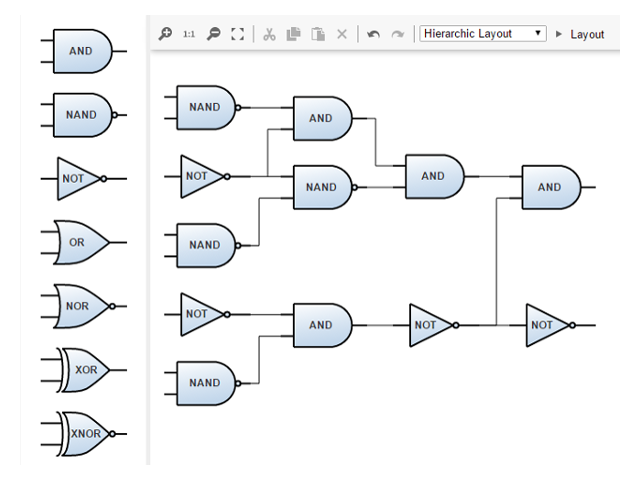 1:1 Hierarchic Layout Layout
AND
NAND
NOT
OR
NOR
XOR
XNOR
NAND
AND
NOT
NAND
AND
AND
NAND
NOT
AND
NOT
NOT
NAND